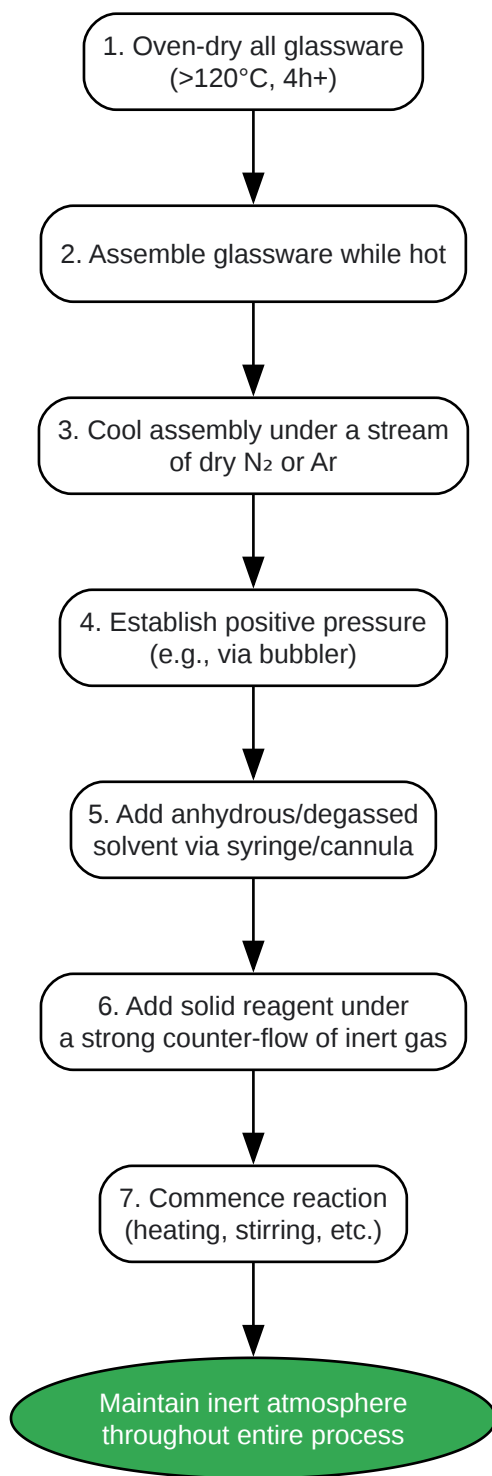 1. Oven-dry all glassware
(>120°C, 4h+)
2. Assemble glassware while hot
3. Cool assembly under a stream
of dry N₂ or Ar
4. Establish positive pressure
(e.g., via bubbler)
5. Add anhydrous/degassed
solvent via syringe/cannula
6. Add solid reagent under
a strong counter-flow of inert gas
7. Commence reaction
(heating, stirring, etc.)
Maintain inert atmosphere
throughout entire process